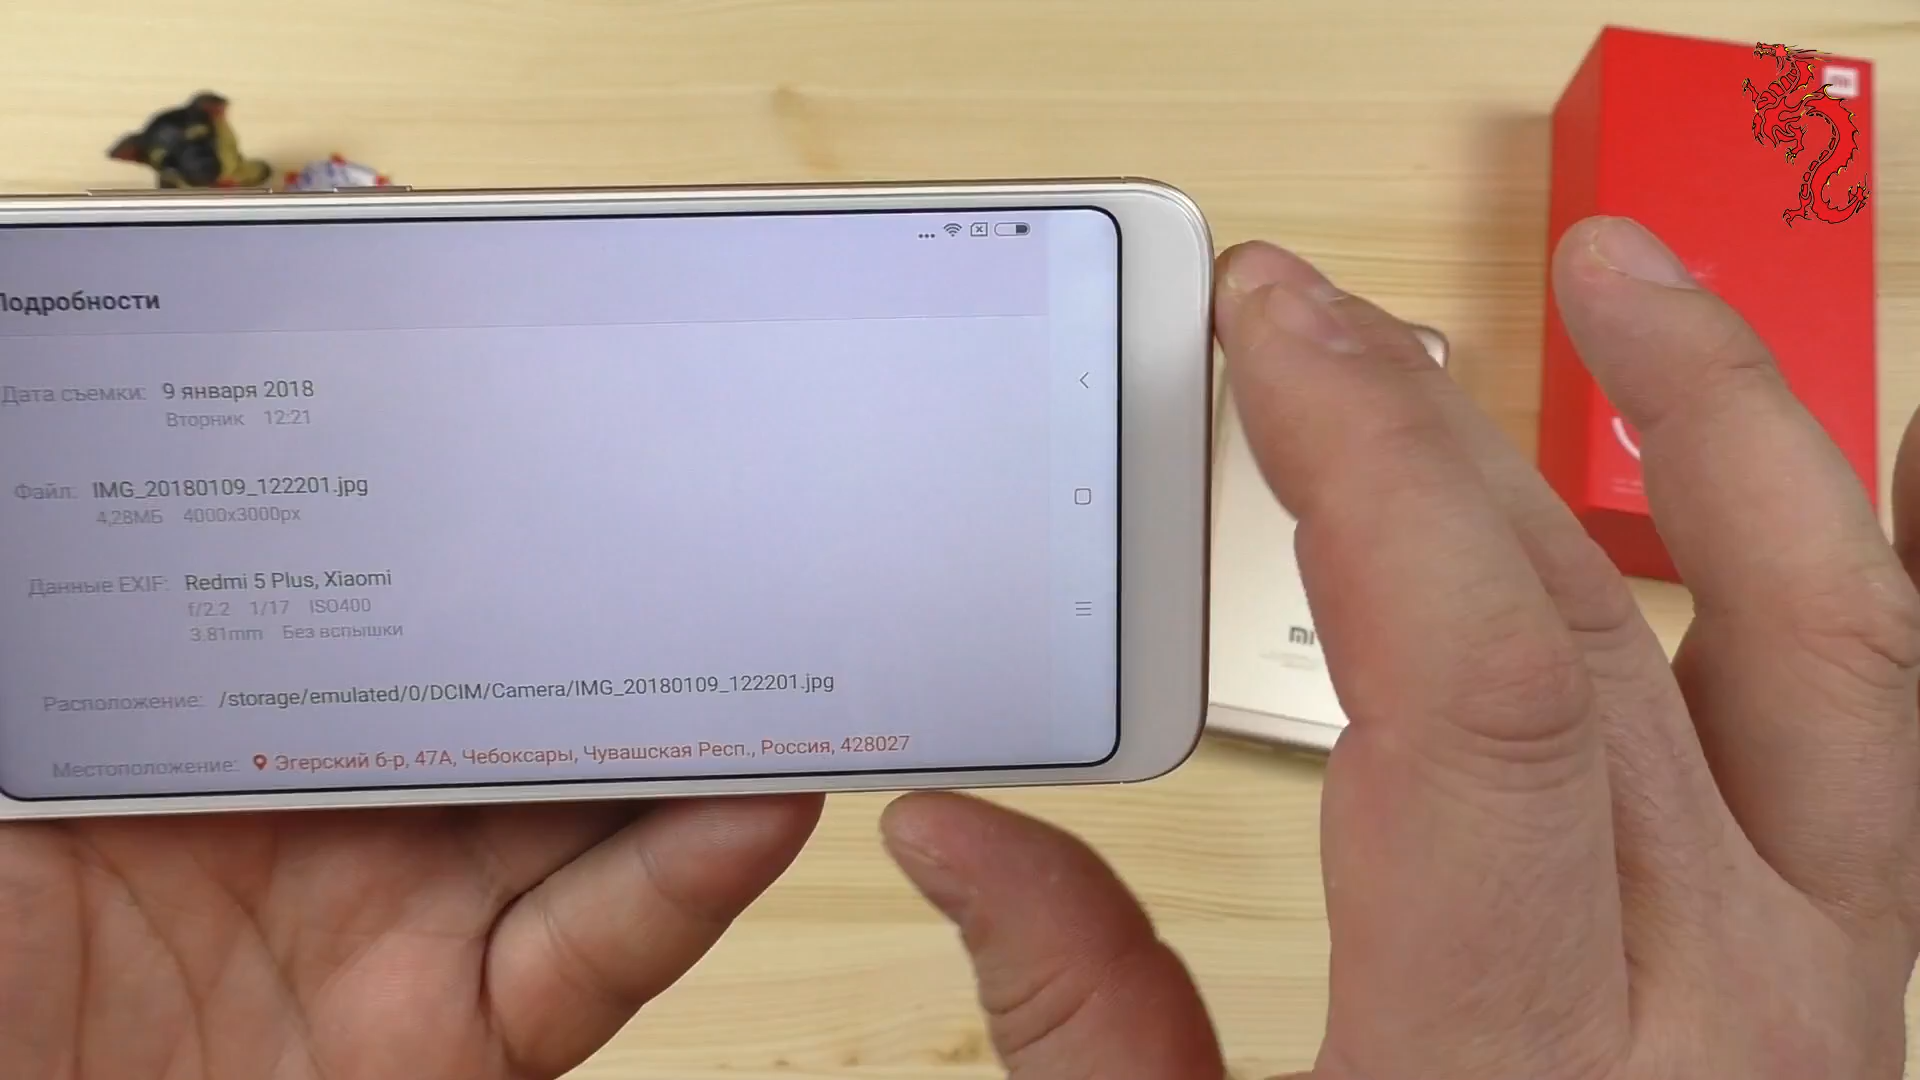 Подробности
Дата съемки: 9 января 2018
Вторник 12:21
Файл: IMG_20180109_122201.jpg
4,28МБ 4000x3000px
Данные EXIF: Redmi 5 Plus, Xiaomi
f/2.2 1/17 ISO400
3.81mm Без вспышки
Расположение: /storage/emulated/0/DCIM/Camera/IMG_20180109_122201.jpg
Местоположение: Эгерский б-р, 47А, Чебоксары, Чувашская Респ., Россия, 428027
mi